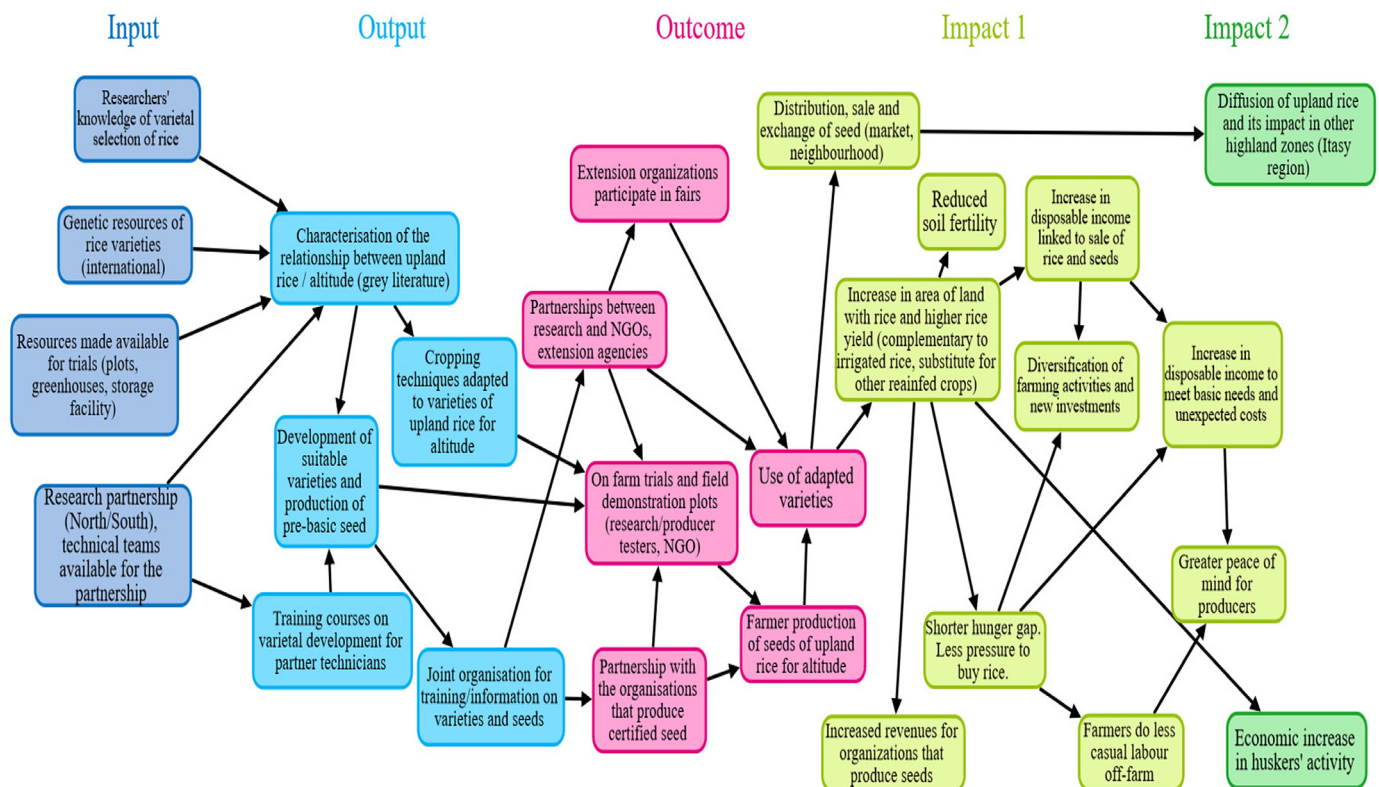 Input
Output
Outcome
Impact 1
Impact 2
Researchers'
knowledge of varietal
selection of rice
Genetic resources of
rice varieties
(international)
Resources made available
for trials (plots,
greenhouses, storage
facility)
Research partnership
(North/South),
technical teams
available for the
partnership
Characterisation of the
relationship between upland
rice / altitude (grey literature)
Cropping
techniques adapted
to varieties of
upland rice for
altitude
Development of
suitable
varieties and
production of
pre-basic seed
Training courses on
varietal development for
partner technicians
Joint organisation for
training/information on
varieties and seeds
Extension organizations
participate in fairs
Partnerships between
research and NGOs,
extension agencies
On farm trials and field
demonstration plots
(research/producer
testers, NGO)
Partnership with
the organisations
that produce
certified seed
Use of adapted
varieties
Farmer production
of seeds of upland
rice for altitude
Distribution, sale and
exchange of seed (market,
neighbourhood)
Reduced
soil fertility
Increase in
disposable income
linked to sale of
rice and seeds
Increase in area of land
with rice and higher rice
yield (complementary to
irrigated rice, substitute for
other reainfed crops)
Diversification of
farming activities and
new investments
Increase in
disposable income to
meet basic needs and
unexpected costs
Greater peace of
mind for
producers
Shorter hunger gap.
Less pressure to
buy rice.
Increased revenues for
organizations that
produce seeds
Farmers do less
casual labour
off-farm
Diffusion of upland rice
and its impact in other
highland zones (Itasy
region)
Economic increase
in huskers' activity